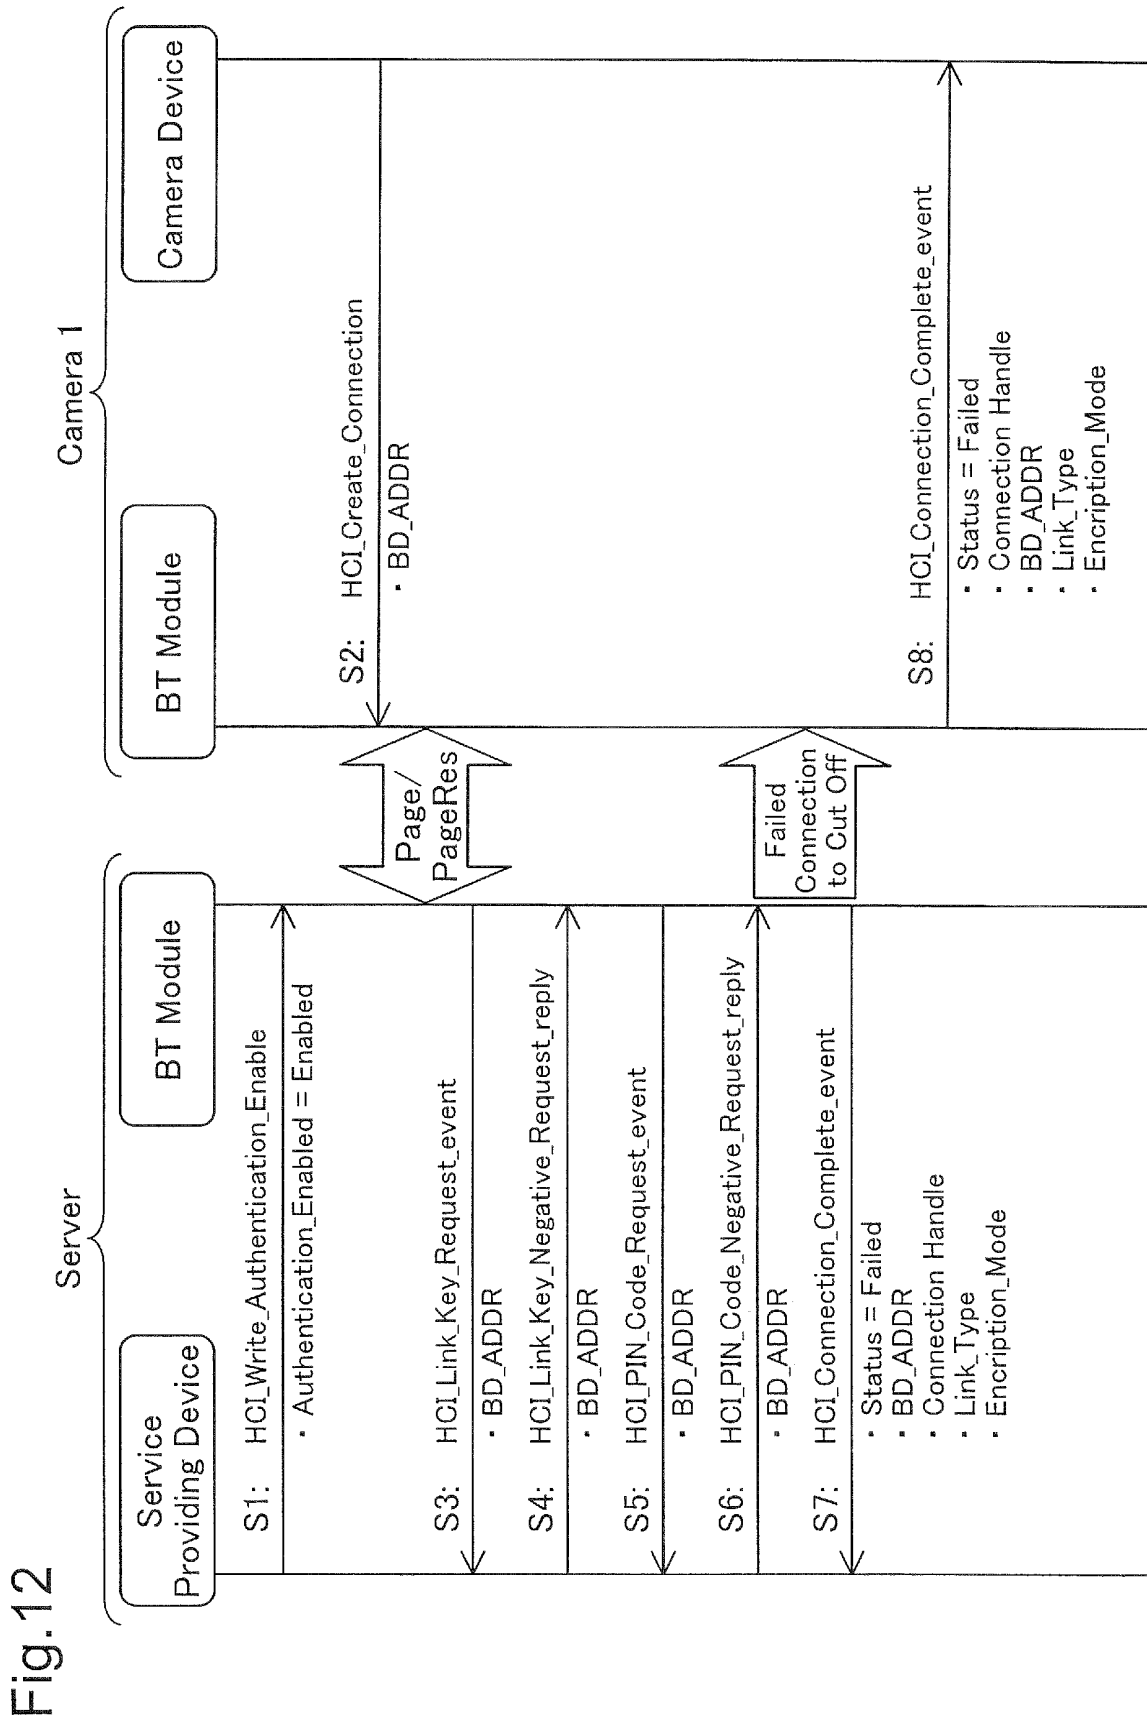 Fig.12
Server
Camera 1
Service
Providing Device
BT Module
BT Module
Camera Device
S1: HCI_Write_Authentication_Enable
・Authentication_Enabled = Enabled
S2: HCI_Create_Connection
・BD_ADDR
Page/
PageRes
S3: HCI_Link_Key_Request_event
・BD_ADDR
S4: HCI_Link_Key_Negative_Request_reply
・BD_ADDR
S5: HCI_PIN_Code_Request_event
・BD_ADDR
S6: HCI_PIN_Code_Negative_Request_reply
・BD_ADDR
Failed
Connection
to Cut Off
S7: HCI_Connection_Complete_event
・Status = Failed
・BD_ADDR
・Connection Handle
・Link_Type
・Encription_Mode
S8: HCI_Connection_Complete_event
・Status = Failed
・Connection Handle
・BD_ADDR
・Link_Type
・Encription_Mode